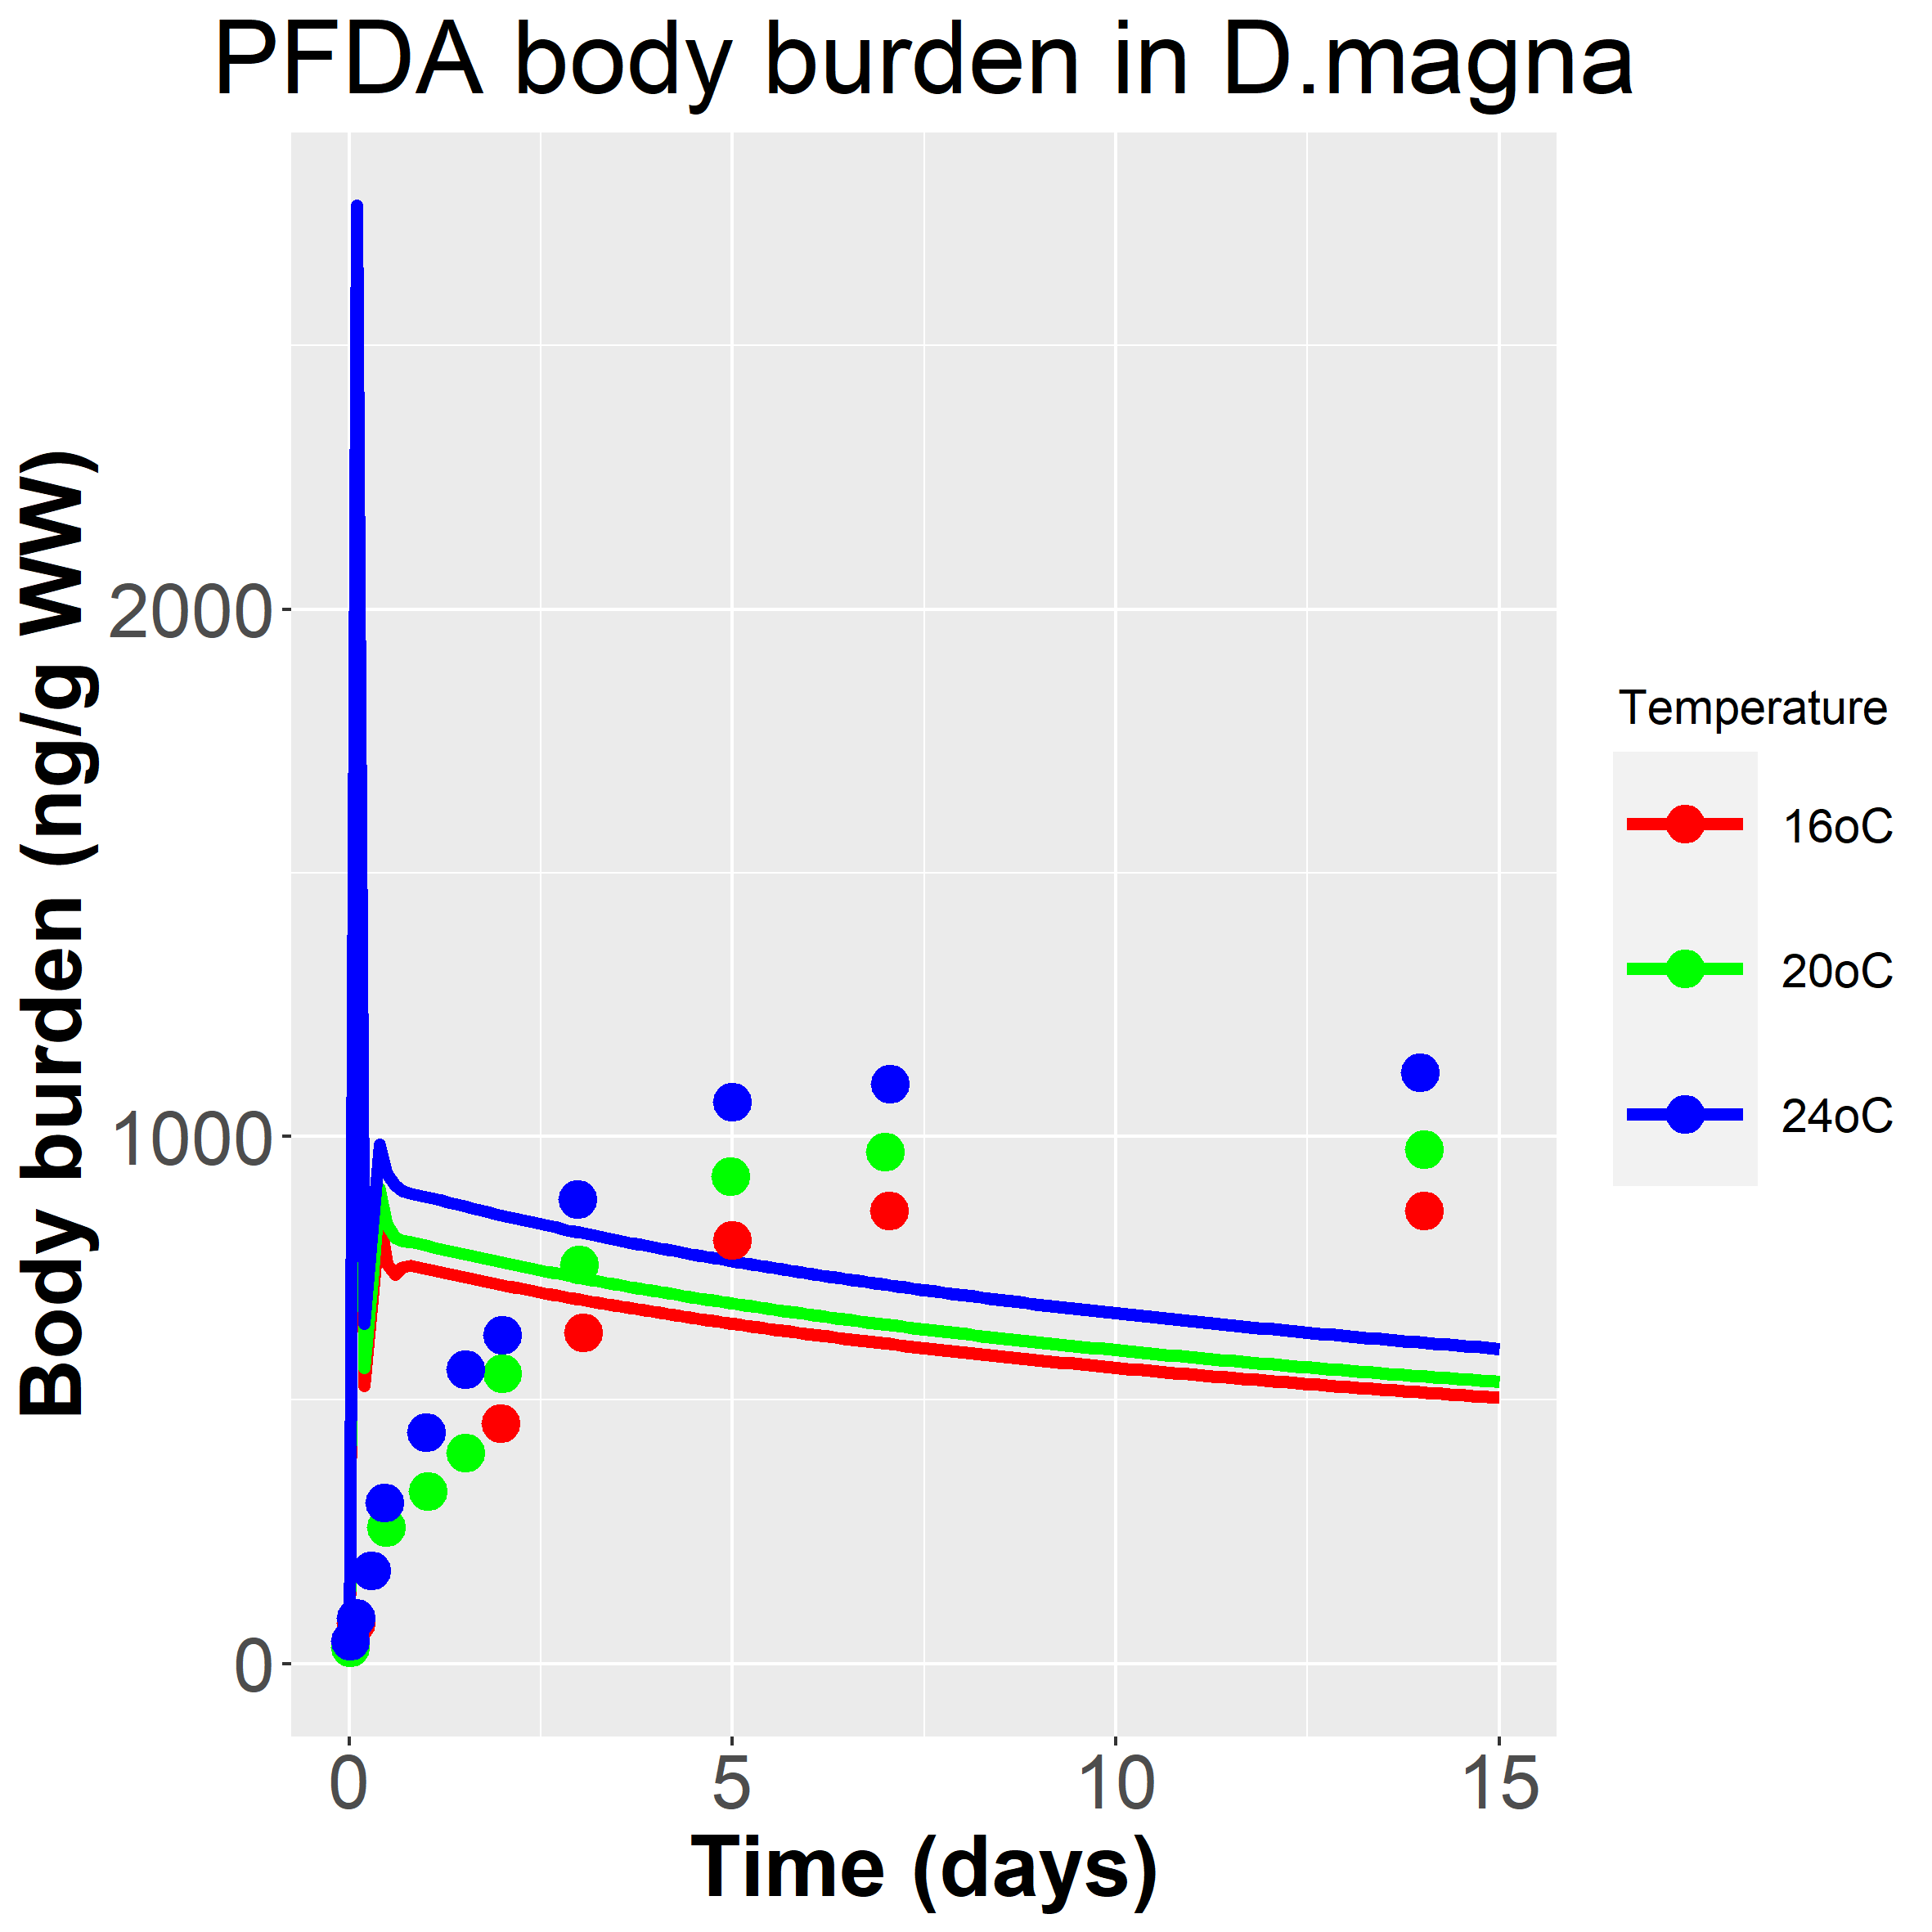 PFDA body burden in D.magna
Body burden (ng/g WW)
2000
1000
0
0 5 10 15
Time (days)
Temperature
16oC
20oC
24oC